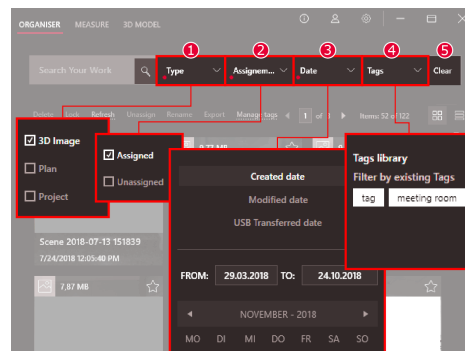 ORGANISER MEASURE 3D MODEL
1 2 3 4 5
Search Your Work Type Assignem... Date Tags Clear
Delete Lock Refresh Unassign Rename Export Manage tags 1 of Items: 52 of 122
3D Image
Plan
Project
Assigned
Unassigned
9,77 MB
Created date
Modified date
USB Transferred date
FROM: 29.03.2018 TO: 24.10.2018
NOVEMBER - 2018
MO DI MI DO FR SA SO
Tags library
Filter by existing Tags
tag meeting room
Scene 2018-07-13 151839
7/24/2018 12:05:40 PM
7,87 MB